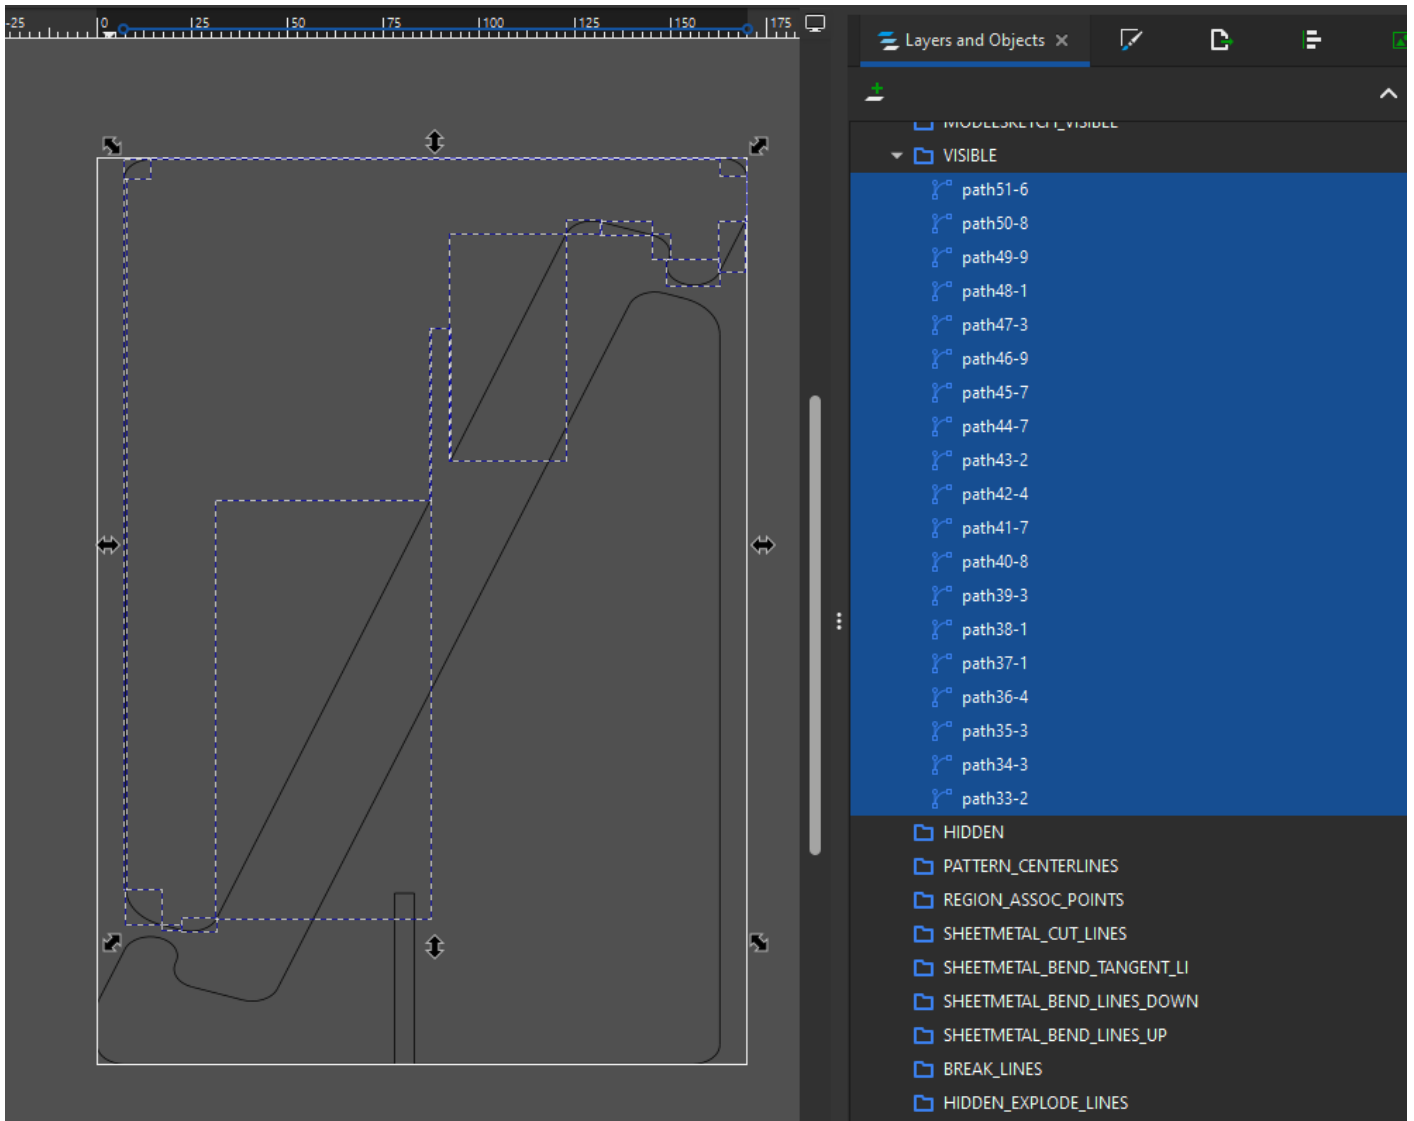 -25 0 25 50 75 100 125 150 175
Layers and Objects
MODELSKETCH_VISIBLE
VISIBLE
path51-6
path50-8
path49-9
path48-1
path47-3
path46-9
path45-7
path44-7
path43-2
path42-4
path41-7
path40-8
path39-3
path38-1
path37-1
path36-4
path35-3
path34-3
path33-2
HIDDEN
PATTERN_CENTERLINES
REGION_ASSOC_POINTS
SHEETMETAL_CUT_LINES
SHEETMETAL_BEND_TANGENT_LI
SHEETMETAL_BEND_LINES_DOWN
SHEETMETAL_BEND_LINES_UP
BREAK_LINES
HIDDEN_EXPLODE_LINES